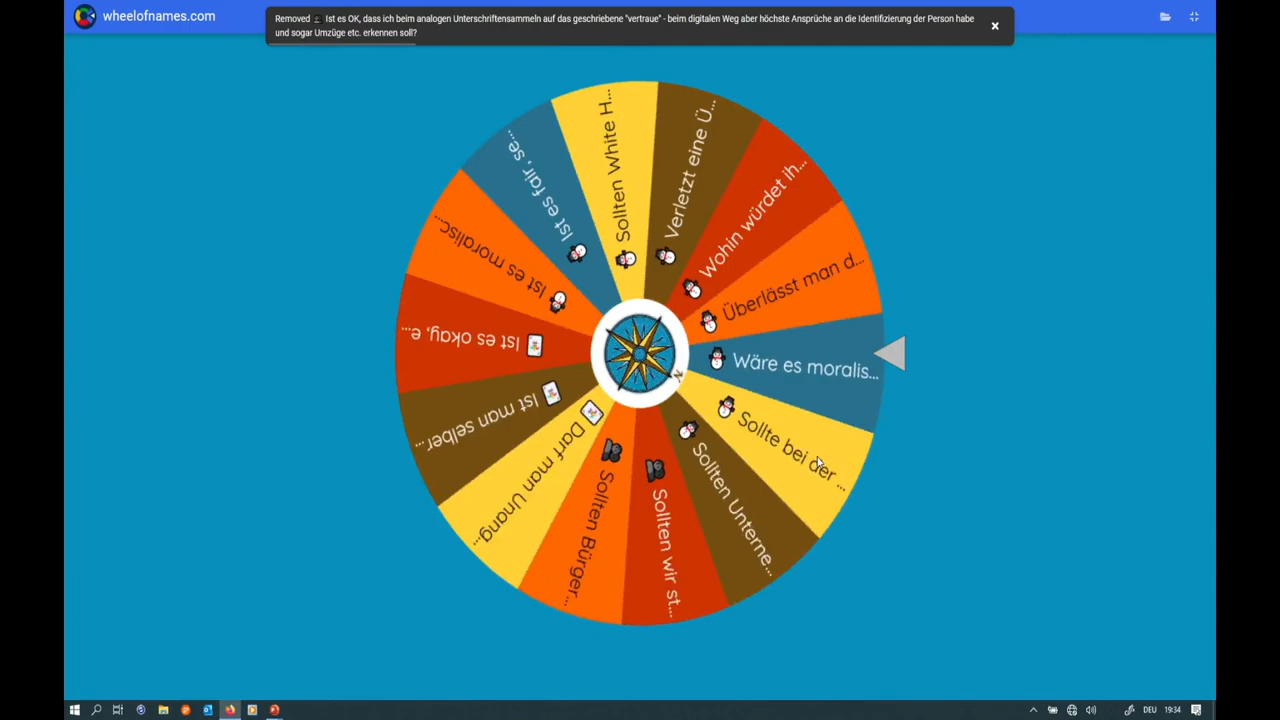 wheelofnames.com
Removed Ist es OK, dass ich beim analogen Unterschriftensammeln auf das geschriebene "vertraue" - beim digitalen Weg aber höchste Ansprüche an die Identifizierung der Person habe
und sogar Umzüge etc. erkennen soll?
Sollten White H...
Verletzt eine Ü...
Wohin würdet ih...
Überlässt man d...
Wäre es moralis...
Sollte bei der ...
Sollten Unterne...
Sollten wir st...
Sollten Bürger...
Darf man Unang...
Ist man selber...
Ist es okay, e...
Ist es moralisc...
Ist es fair, se...
N
DEU
19:34